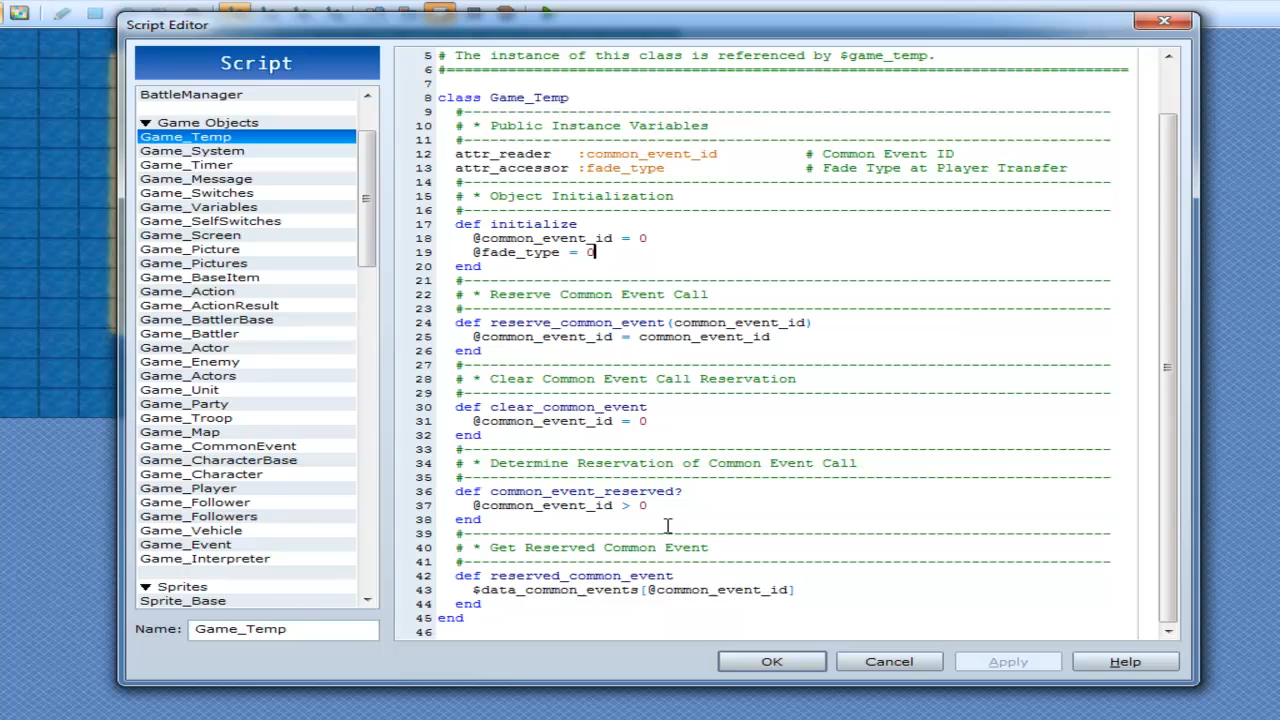 Script Editor
Script
BattleManager
▼ Game Objects
Game_Temp
Game_System
Game_Timer
Game_Message
Game_Switches
Game_Variables
Game_SelfSwitches
Game_Screen
Game_Picture
Game_Pictures
Game_BaseItem
Game_Action
Game_ActionResult
Game_BattlerBase
Game_Battler
Game_Actor
Game_Enemy
Game_Actors
Game_Unit
Game_Party
Game_Troop
Game_Map
Game_CommonEvent
Game_CharacterBase
Game_Character
Game_Player
Game_Follower
Game_Followers
Game_Vehicle
Game_Event
Game_Interpreter
▼ Sprites
Sprite_Base
Name: Game_Temp
5 # The instance of this class is referenced by $game_temp.
6 #==============================================================================
7
8 class Game_Temp
9 #--------------------------------------------------------------------------
10 # * Public Instance Variables
11 #--------------------------------------------------------------------------
12 attr_reader :common_event_id # Common Event ID
13 attr_accessor :fade_type # Fade Type at Player Transfer
14 #--------------------------------------------------------------------------
15 # * Object Initialization
16 #--------------------------------------------------------------------------
17 def initialize
18 @common_event_id = 0
19 @fade_type = 0
20 end
21 #--------------------------------------------------------------------------
22 # * Reserve Common Event Call
23 #--------------------------------------------------------------------------
24 def reserve_common_event(common_event_id)
25 @common_event_id = common_event_id
26 end
27 #--------------------------------------------------------------------------
28 # * Clear Common Event Call Reservation
29 #--------------------------------------------------------------------------
30 def clear_common_event
31 @common_event_id = 0
32 end
33 #--------------------------------------------------------------------------
34 # * Determine Reservation of Common Event Call
35 #--------------------------------------------------------------------------
36 def common_event_reserved?
37 @common_event_id > 0
38 end
39 #--------------------------------------------------------------------------
40 # * Get Reserved Common Event
41 #--------------------------------------------------------------------------
42 def reserved_common_event
43 $data_common_events[@common_event_id]
44 end
45 end
46
OK Cancel Apply Help